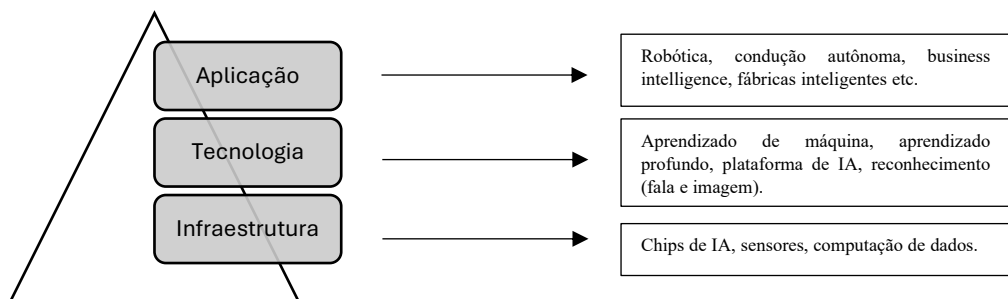 Aplicação
Robótica, condução autônoma, business
intelligence, fábricas inteligentes etc.
Tecnologia
Aprendizado de máquina, aprendizado
profundo, plataforma de IA, reconhecimento
(fala e imagem).
Infraestrutura
Chips de IA, sensores, computação de dados.